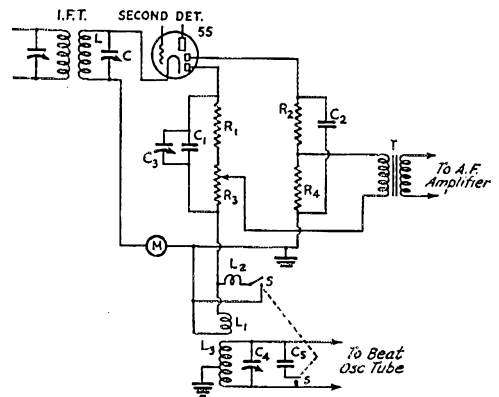 I.F.T.
SECOND DET.
55
L
C
R1
R2
C1
C2
C3
R3
R4
T
To A.F.
Amplifier
M
L2
S
L1
L3
C4
C5
S
To Beat
Osc Tube